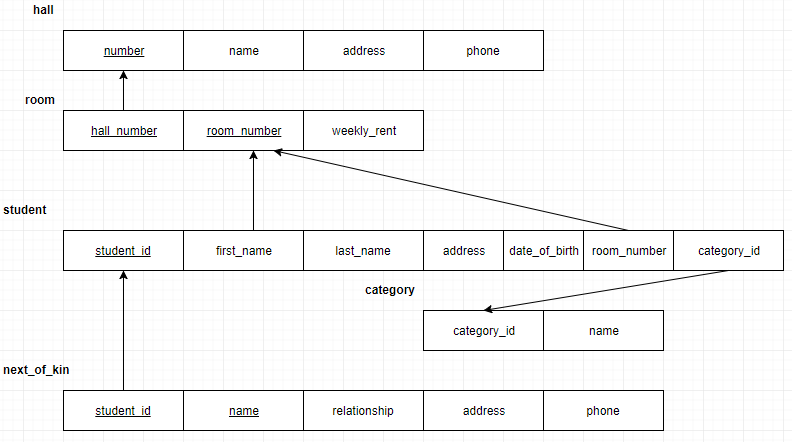 hall
number name address phone
room
hall_number room_number weekly_rent
student
student_id first_name last_name address date_of_birth room_number category_id
category
category_id name
next_of_kin
student_id name relationship address phone